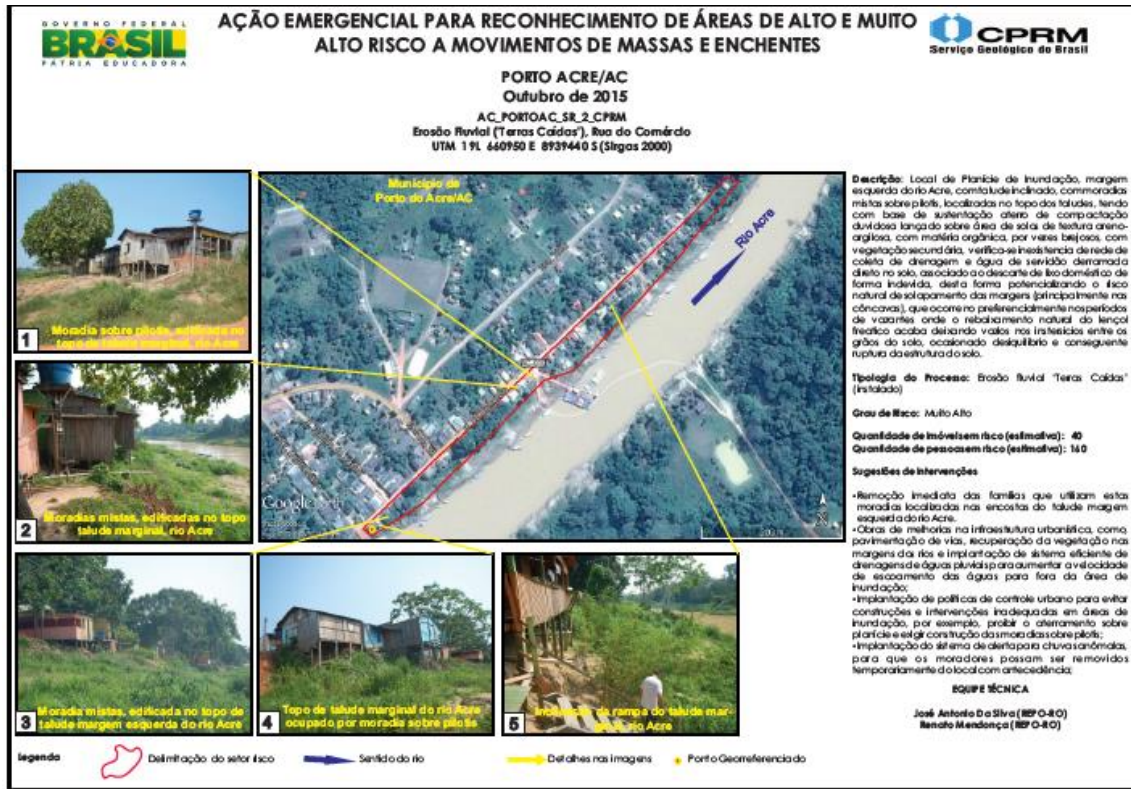 GOVERNO FEDERAL
BRASIL
PÁTRIA EDUCADORA
AÇÃO EMERGENCIAL PARA RECONHECIMENTO DE ÁREAS DE ALTO E MUITO
ALTO RISCO A MOVIMENTOS DE MASSAS E ENCHENTES
CPRM
Serviço Geológico do Brasil
PORTO ACRE/AC
Outubro de 2015
AC_PORTOAC_SR_2_CPRM
Erosão Fluvial ("Terras Caídas"), Rua do Comércio
UTM 19L 660950 E 8939440 S (Sirgas 2000)
1
Moradia sobre pilotis, edificada no
topo de talude marginal, rio Acre
2
Moradias mistas, edificadas no topo
talude marginal, rio Acre
Município de
Porto do Acre/AC
Rio Acre
Google
3
Moradia mistas, edificada no topo de
talude margem esquerda do rio Acre
4
Topo de talude marginal do rio Acre
ocupado por moradia sobre pilotis
5
Inclinação da rampa do talude mar-
ginal, rio Acre
Descrição: Local de Planície de Inundação, margem
esquerda do rio Acre, com talude inclinado, com moradias
mistas sobre pilotis, localizadas no topo dos taludes, tendo
com base de sustentação aterro de compactação
duvidosa lançado sobre área de solos de textura areno-
argilosa, com matéria orgânica, por vezes brejosos, com
vegetação secundária, verifica-se inexistencia de rede de
coleta de drenagem e água de servidão derramada
direto no solo, associado ao descarte de lixo doméstico de
forma indevida, desta forma potencializando o risco
natural de solapamento das margens (principalmente nas
côncavas), que ocorre no preferencialmente nos períodos
de vazantes onde o rebaixamento natural do lençol
freatico acaba deixando vazios nos instersicios entre os
grãos do solo, ocasionado desiquilíbrio e conseguente
ruptura da estrutura do solo.
Tipologia do Processo: Erosão fluvial "Terras Caídas"
(instalado)
Grau de Risco: Muito Alto
Quantidade de imóveis em risco (estimativa): 40
Quantidade de pessoas em risco (estimativa): 160
Sugestões de Intervenções
•Remoção imediata das famílias que utilizam estas
moradias localizadas nas encostas do talude margem
esquerda do rio Acre.
•Obras de melhorias na infraestrutura urbanística, como
pavimentação de vias, recuperação da vegetação nas
margens dos rios e implantação de sistema eficiente de
drenagens de águas pluviais para aumentar a velocidade
de escoamento das águas para fora da área de
inundação;
•Implantação de políticas de controle urbano para evitar
construções e intervenções inadequadas em áreas de
inundação, por exemplo, proibir o aterramento sobre
planície e exigir construção das moradias sobre pilotis;
•Implantação do sistema de alerta para chuvas anômalas,
para que os moradores possam ser removidos
temporariamente do local com antecedência;
EQUIPE TÉCNICA
José Antonio Da Silva (REPO-RO)
Renato Mendonça (REPO-RO)
Legenda
Delimitação do setor risco
Sentido do rio
Detalhes nas imagens
Ponto Georreferenciado